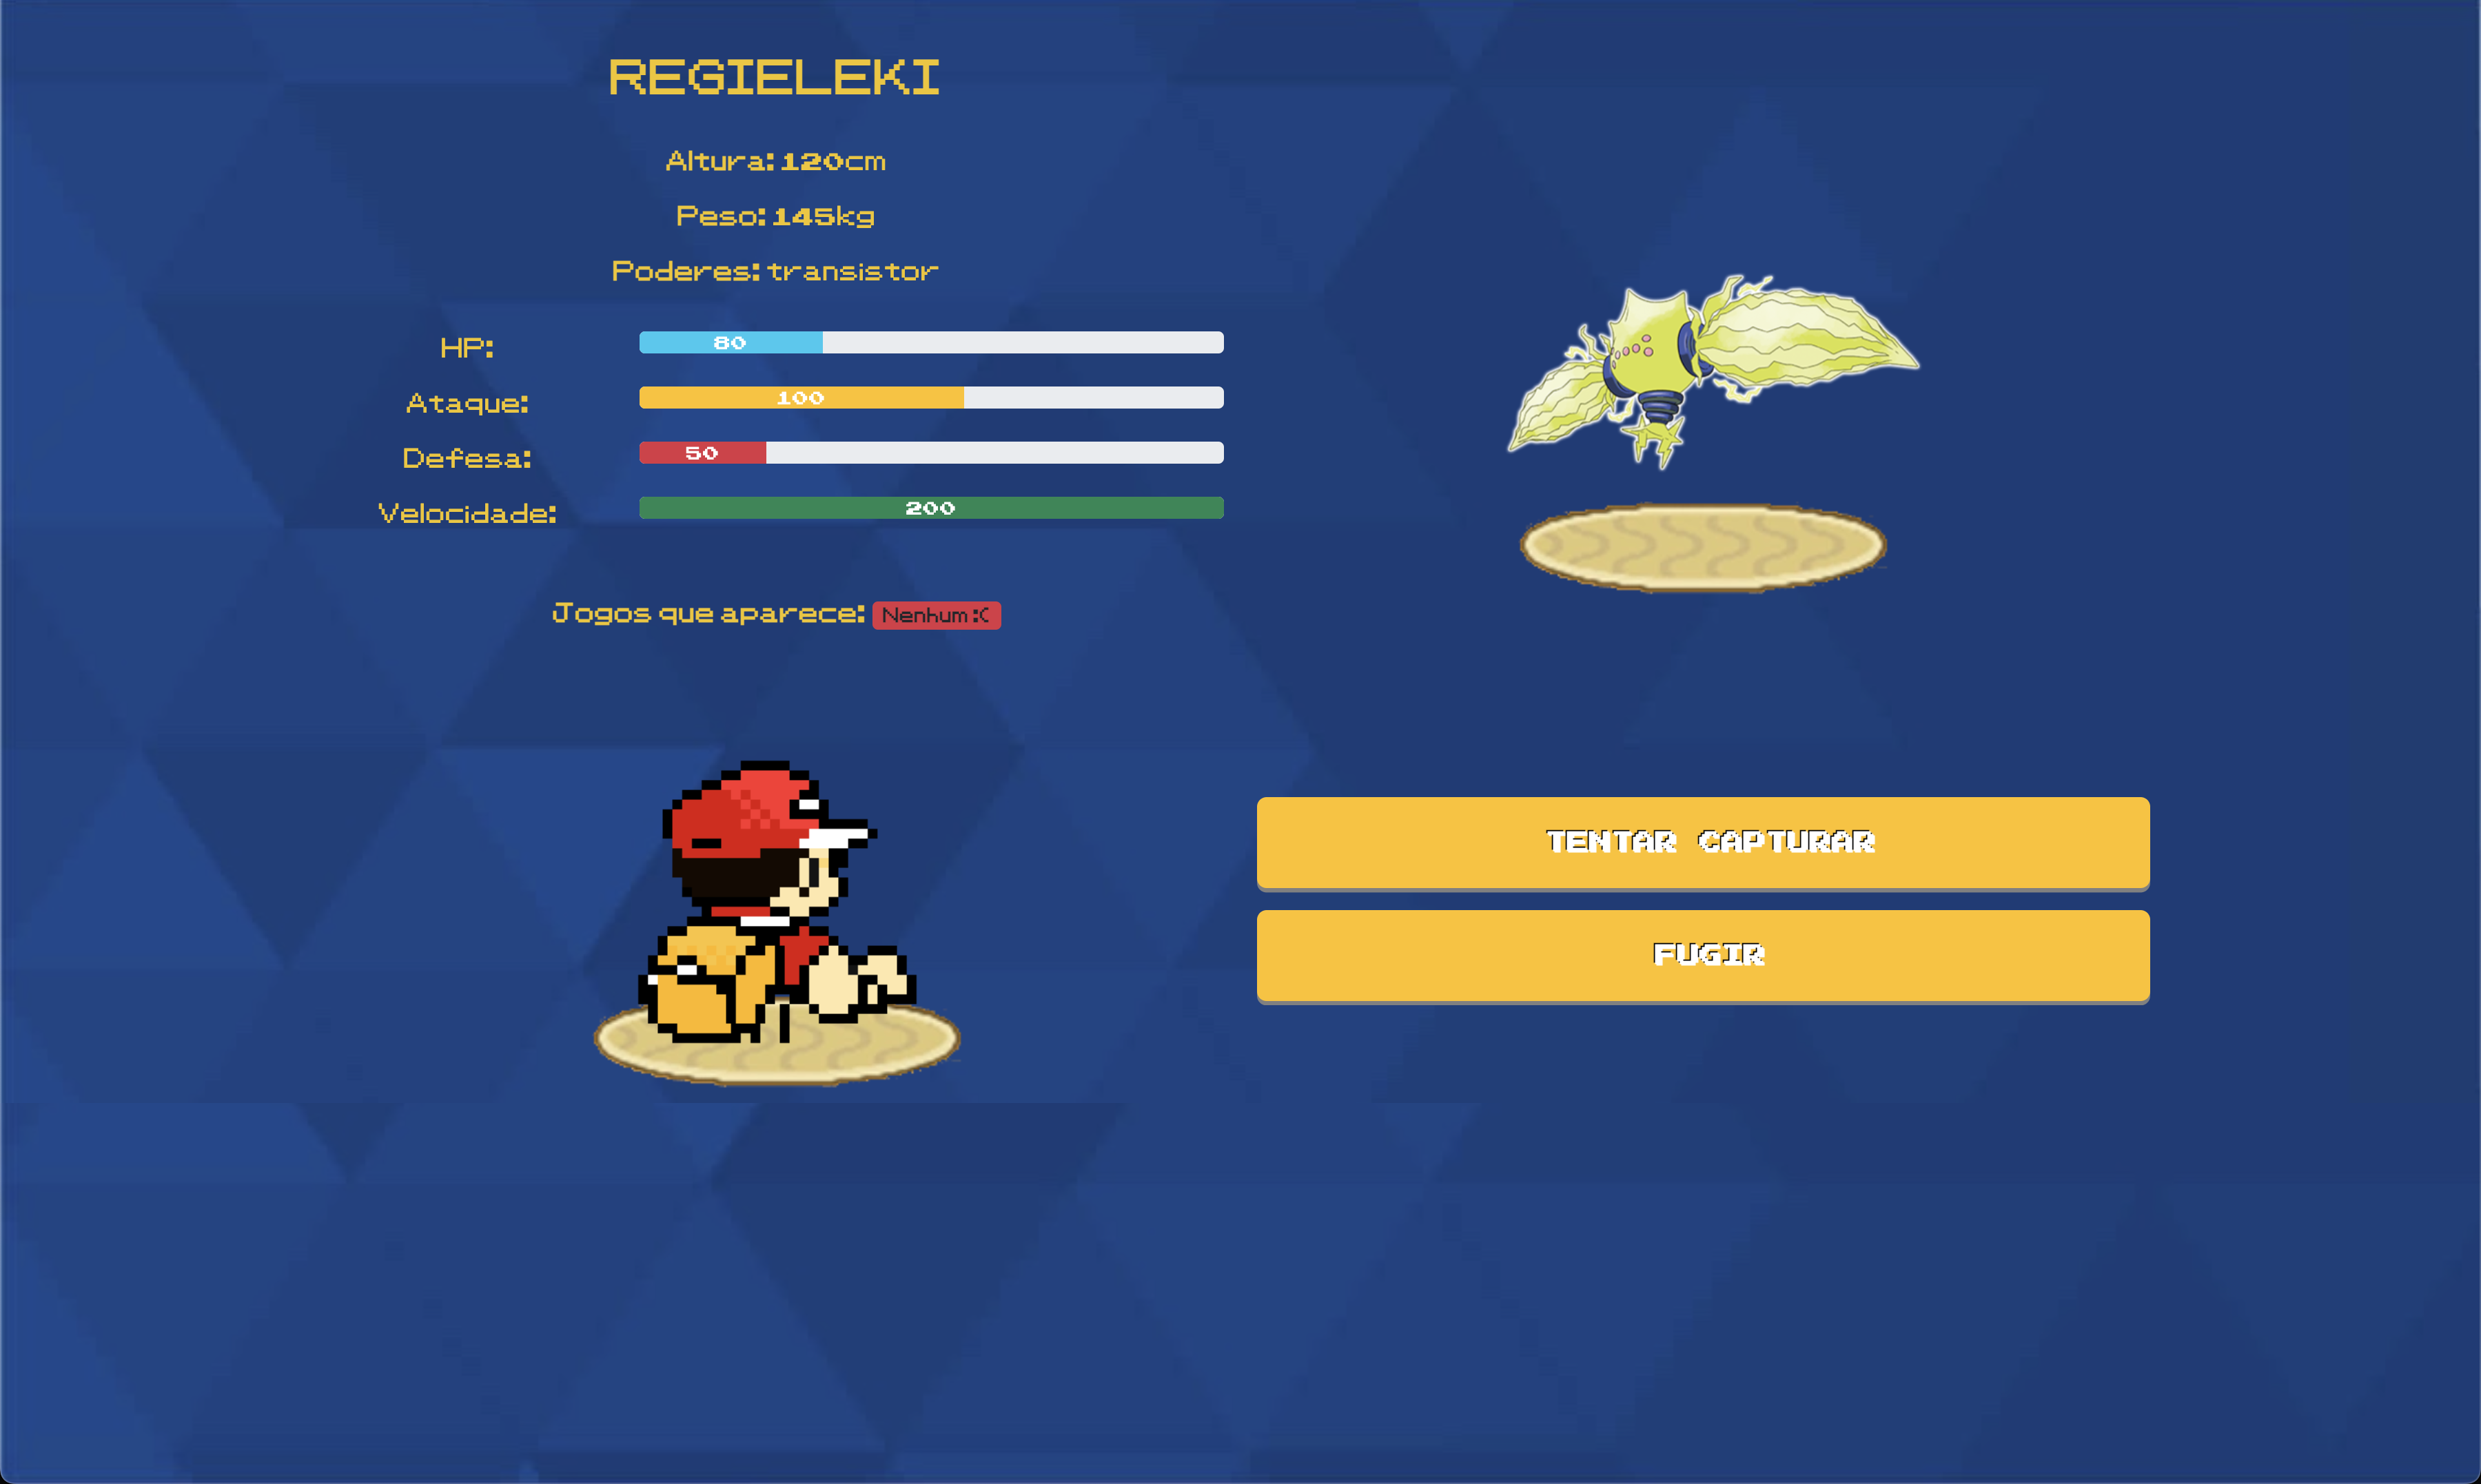 REGIELEKI
Altura: 120cm
Peso: 145kg
Poderes: transistor
HP: 80
Ataque: 100
Defesa: 50
Velocidade: 200
Jogos que aparece: Nenhum :(
TENTAR CAPTURAR
FUGIR